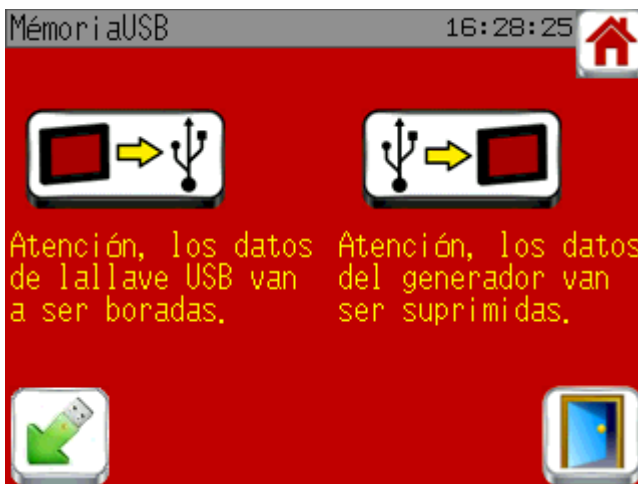 MémoriaUSB
16:28:25
Atención, los datos
de lallave USB van
a ser boradas.
Atención, los datos
del generador van
ser suprimidas.